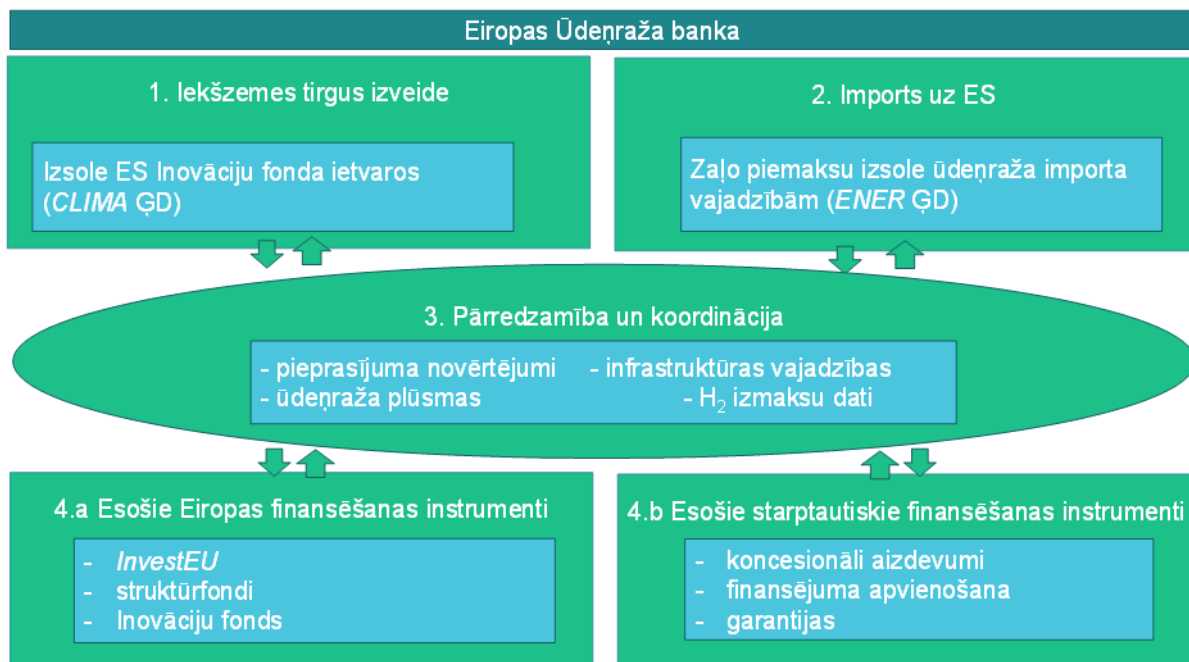 Eiropas Ūdeņraža banka
1. Iekšzemes tirgus izveide
Izsole ES Inovāciju fonda ietvaros
(CLIMA ĢD)
2. Imports uz ES
Zaļo piemaksu izsole ūdeņraža importa
vajadzībām (ENER ĢD)
3. Pārredzamība un koordinācija
- pieprasījuma novērtējumi - infrastruktūras vajadzības
- ūdeņraža plūsmas - H₂ izmaksu dati
4.a Esošie Eiropas finansēšanas instrumenti
- InvestEU
- struktūrfondi
- Inovāciju fonds
4.b Esošie starptautiskie finansēšanas instrumenti
- koncesionāli aizdevumi
- finansējuma apvienošana
- garantijas